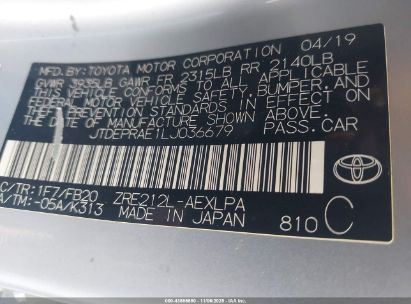 MFD.BY: TOYOTA MOTOR CORPORATION 04/19
GVWR 3935LB GAWR FR 2315LB RR 2140LB
THIS VEHICLE CONFORMS TO ALL APPLICABLE
FEDERAL MOTOR VEHICLE SAFETY, BUMPER, AND
THEFT PREVENTION STANDARDS IN EFFECT ON
THE DATE OF MANUFACTURE SHOWN ABOVE.
JTDEPRAE1LJ036679 PASS.CAR
C/TR: 1F7/FB20 ZRE212L-AEXLPA
A/TM: -05A/K313 MADE IN JAPAN 810 C
TOYOTA